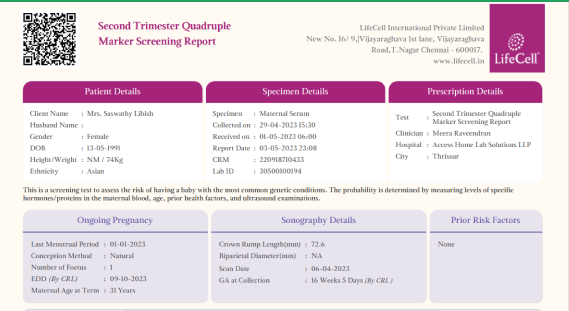 Second Trimester Quadruple
Marker Screening Report
LifeCell International Private Limited
New No. 16/ 9,Vijayaraghava 1st lane, Vijayaraghava
Road,T.Nagar Chennai - 600017.
www.lifecell.in
LifeCell
Patient Details
Client Name : Mrs. Saswathy Libish
Husband Name :
Gender : Female
DOB : 13-05-1991
Height/Weight : NM / 74Kg
Ethnicity : Asian
Specimen Details
Specimen : Maternal Serum
Collected on : 29-04-2023 15:30
Received on : 01-05-2023 06:00
Report Date : 03-05-2023 23:08
CRM : 220918710433
Lab ID : 30500100194
Prescription Details
Test : Second Trimester Quadruple
Marker Screening Report
Clinician : Meera Raveendran
Hospital : Access Home Lab Solutions LLP
City : Thrissur
This is a screening test to assess the risk of having a baby with the most common genetic conditions. The probability is determined by measuring levels of specific
hormones/proteins in the maternal blood, age, prior health factors, and ultrasound examinations.
Ongoing Pregnancy
Last Menstrual Period : 01-01-2023
Conception Method : Natural
Number of Foetus : 1
EDD (By CRL) : 09-10-2023
Maternal Age at Term : 31 Years
Sonography Details
Crown Rump Length(mm) : 72.6
Biparietal Diameter(mm) : NA
Scan Date : 06-04-2023
GA at Collection : 16 Weeks 5 Days (By CRL )
Prior Risk Factors
None